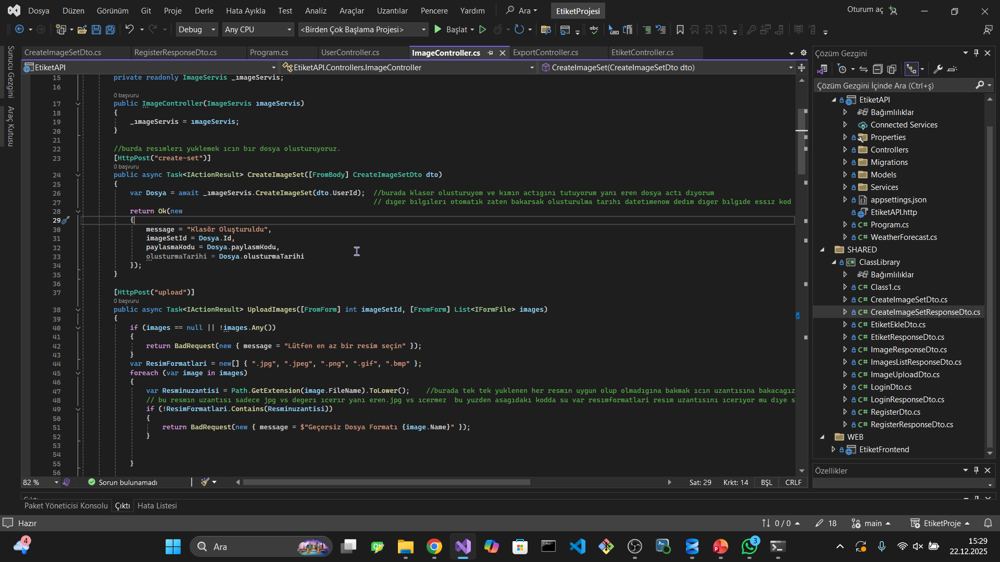 Dosya Düzen Görünüm Git Proje Derle Hata Ayıkla Test Analiz Araçlar Uzantılar Pencere Yardım Ara EtiketProjesi Oturum aç
Debug Any CPU <Birden Çok Başlama Projesi> Başlat
Sunucu Gezgini
Araç Kutusu
CreateImageSetDto.cs RegisterResponseDto.cs Program.cs UserController.cs ImageController.cs ExportController.cs EtiketController.cs
EtiketAPI EtiketAPI.Controllers.ImageController CreateImageSet(CreateImageSetDto dto)
15 private readonly ImageServis _ımageServis;
16
0 başvuru
17 public ImageController(ImageServis ımageServis)
18 {
19 _ımageServis = ımageServis;
20 }
21
22 //burda resımlerı yuklemek ıcın bır dosya olusturuyoruz.
23 [HttpPost("create-set")]
0 başvuru
24 public async Task<IActionResult> CreateImageSet([FromBody] CreateImageSetDto dto)
25 {
26 var Dosya = await _ımageServis.CreateImageSet(dto.UserId); //burada klasor olusturuyom ve kımın actıgını tutuyorum yanı eren dosya actı dıyorum
27 // dıger bılgılerı otomatık zaten bakarsak olusturulma tarıhı datetımenow dedım dıger bılgıde essız kod
28 return Ok(new
29 {
30 message = "Klasör Oluşturuldu",
31 imageSetId = Dosya.Id,
32 paylasmaKodu = Dosya.paylasmKodu,
33 olusturmaTarihi = Dosya.olusturmaTarihi
34 });
35 }
36
37 [HttpPost("upload")]
0 başvuru
38 public async Task<IActionResult> UploadImages([FromForm] int imageSetId, [FromForm] List<IFormFile> images)
39 {
40 if (images == null || !images.Any())
41 {
42 return BadRequest(new { message = "Lütfen en az bir resim seçin" });
43 }
44 var ResimFormatlari = new[] { ".jpg", ".jpeg", ".png", ".gif", ".bmp" };
45 foreach (var image in images)
46 {
47 var Resminuzantisi = Path.GetExtension(image.FileName).ToLower(); //burada tek tek yuklenen her resmın uygun olup olmadıgına bakmak ıcın uzantısına bakacagız
48 // bu resmın uzantısı sadece jpg vs degerı ıcerır yanı eren.jpg vs ıcermez bu yuzden asagıdakı kodda su var resımformatlari resım uzantısını ıcerıyor mu dıye s
49 if (!ResimFormatlari.Contains(Resminuzantisi))
50 {
51 return BadRequest(new { message = $"Geçersiz Dosya Formatı {image.Name}" });
52 }
53
54
55 }
56
82 % Sorun bulunamadı Sat: 29 Krkt: 14 BŞL CRLF
Paket Yöneticisi Konsolu Çıktı Hata Listesi
Çözüm Gezgini
Çözüm Gezgini İçinde Ara (Ctrl+ş)
EtiketAPI
Bağımlılıklar
Connected Services
Properties
Controllers
Migrations
Models
Services
appsettings.json
EtiketAPI.http
C# Program.cs
C# WeatherForecast.cs
SHARED
C# ClassLibrary
Bağımlılıklar
C# Class1.cs
C# CreateImageSetDto.cs
C# CreateImageSetResponseDto.cs
C# EtiketEkleDto.cs
C# EtiketResponseDto.cs
C# ImageResponseDto.cs
C# ImagesListResponseDto.cs
C# ImageUploadDto.cs
C# LoginDto.cs
C# LoginResponseDto.cs
C# RegisterDto.cs
C# RegisterResponseDto.cs
WEB
EtiketFrontend
Özellikler
Hazır 0 / 0 18 main EtiketProje
4 Ara 3 15:29
22.12.2025